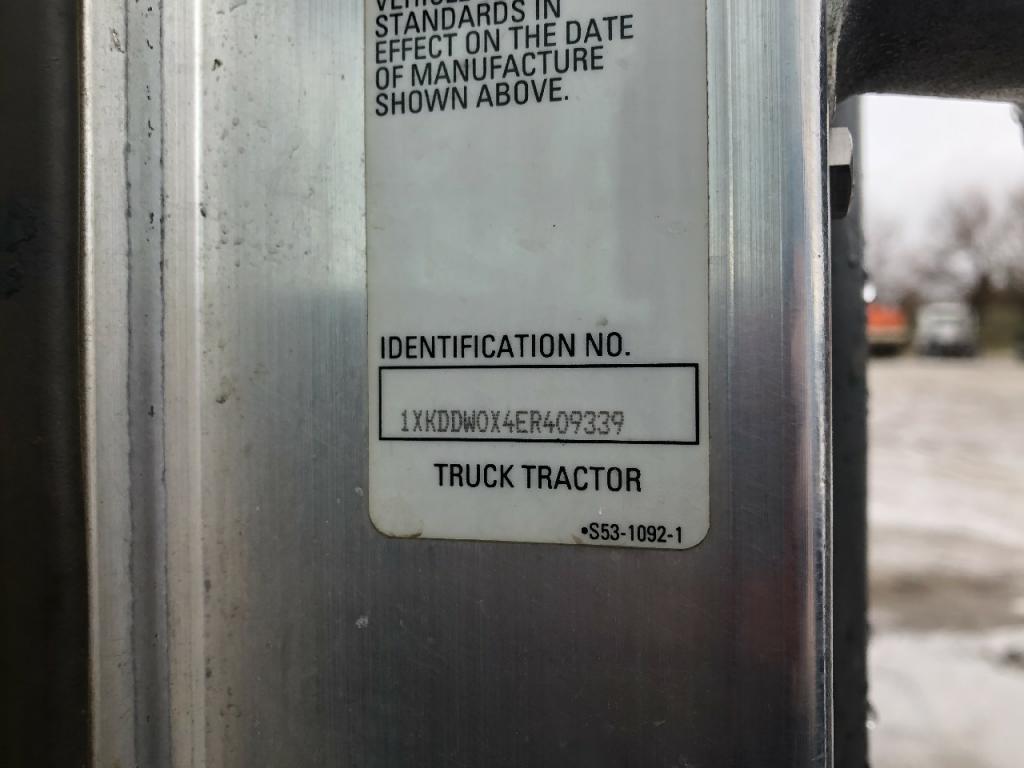 STANDARDS IN
EFFECT ON THE DATE
OF MANUFACTURE
SHOWN ABOVE.
IDENTIFICATION NO.
1XKDDW0X4ER409339
TRUCK TRACTOR
•S53-1092-1